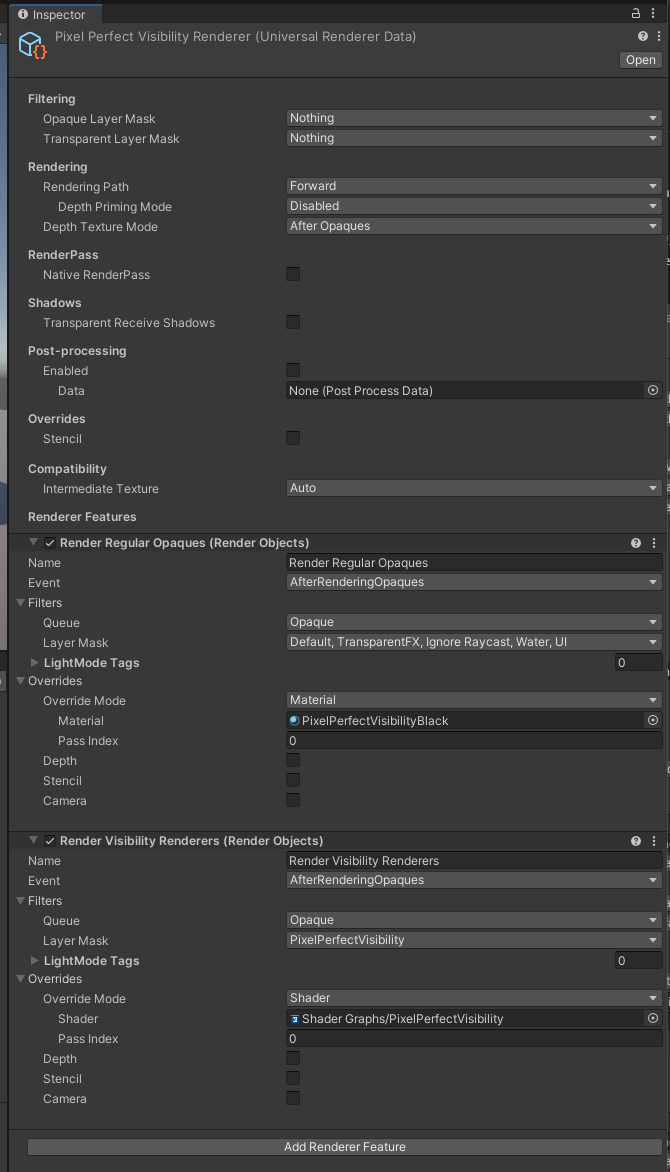 Inspector
Pixel Perfect Visibility Renderer (Universal Renderer Data)
Open
Filtering
Opaque Layer Mask Nothing
Transparent Layer Mask Nothing
Rendering
Rendering Path Forward
Depth Priming Mode Disabled
Depth Texture Mode After Opaques
RenderPass
Native RenderPass
Shadows
Transparent Receive Shadows
Post-processing
Enabled
Data None (Post Process Data)
Overrides
Stencil
Compatibility
Intermediate Texture Auto
Renderer Features
Render Regular Opaques (Render Objects)
Name Render Regular Opaques
Event AfterRenderingOpaques
Filters
Queue Opaque
Layer Mask Default, TransparentFX, Ignore Raycast, Water, UI
LightMode Tags 0
Overrides
Override Mode Material
Material PixelPerfectVisibilityBlack
Pass Index 0
Depth
Stencil
Camera
Render Visibility Renderers (Render Objects)
Name Render Visibility Renderers
Event AfterRenderingOpaques
Filters
Queue Opaque
Layer Mask PixelPerfectVisibility
LightMode Tags 0
Overrides
Override Mode Shader
Shader Shader Graphs/PixelPerfectVisibility
Pass Index 0
Depth
Stencil
Camera
Add Renderer Feature